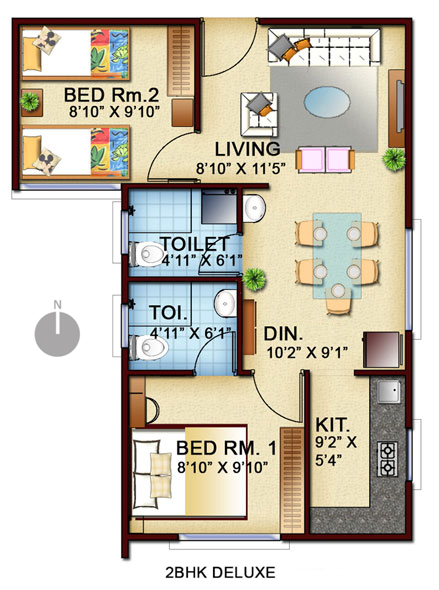 BED Rm.2
8'10" X 9'10"
LIVING
8'10" X 11'5"
TOILET
4'11" X 6'1"
N
TOI.
4'11" X 6'1"
DIN.
10'2" X 9'1"
KIT.
9'2" X
5'4"
BED RM. 1
8'10" X 9'10"
2BHK DELUXE